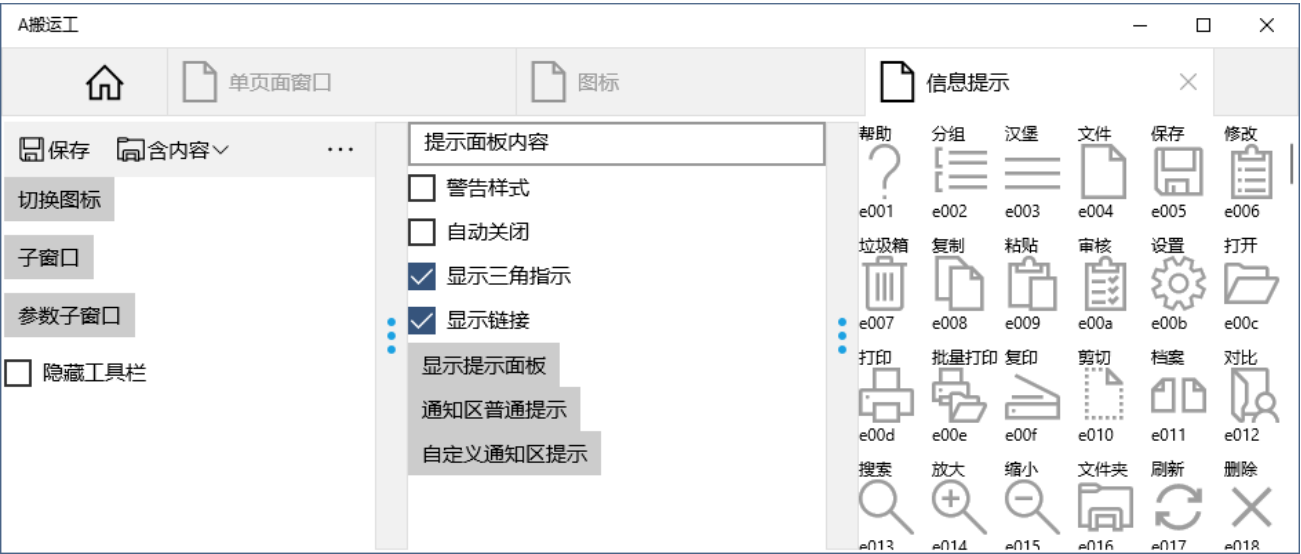 A搬运工
单页面窗口
图标
信息提示
保存 含内容
切换图标
子窗口
参数子窗口
隐藏工具栏
提示面板内容
警告样式
自动关闭
显示三角指示
显示链接
显示提示面板
通知区普通提示
自定义通知区提示
帮助 分组 汉堡 文件 保存 修改
e001 e002 e003 e004 e005 e006
垃圾箱 复制 粘贴 审核 设置 打开
e007 e008 e009 e00a e00b e00c
打印 批量打印 复印 剪切 档案 对比
e00d e00e e00f e010 e011 e012
搜索 放大 缩小 文件夹 刷新 删除
e013 e014 e015 e016 e017 e018